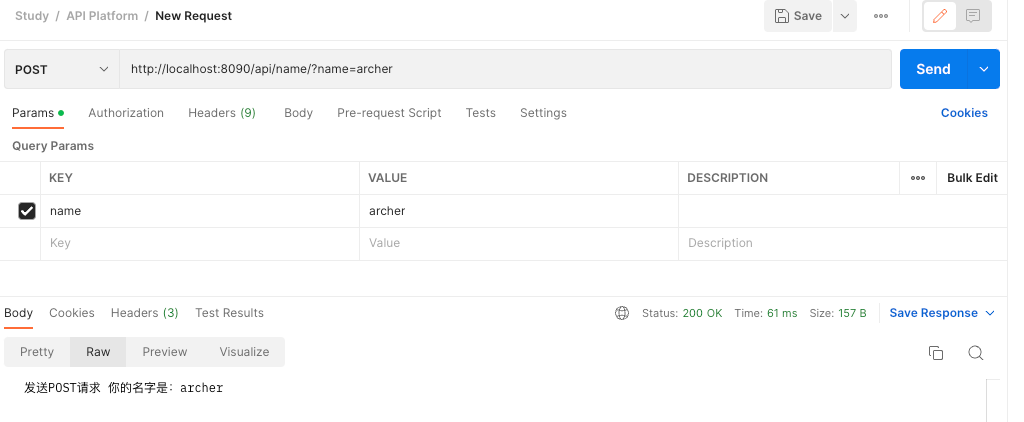 Study / API Platform / New Request
Save
POST
http://localhost:8090/api/name/?name=archer
Send
Params Authorization Headers (9) Body Pre-request Script Tests Settings Cookies
Query Params
KEY VALUE DESCRIPTION Bulk Edit
name archer
Key Value Description
Body Cookies Headers (3) Test Results Status: 200 OK Time: 61 ms Size: 157 B Save Response
Pretty Raw Preview Visualize
发送POST请求 你的名字是：archer